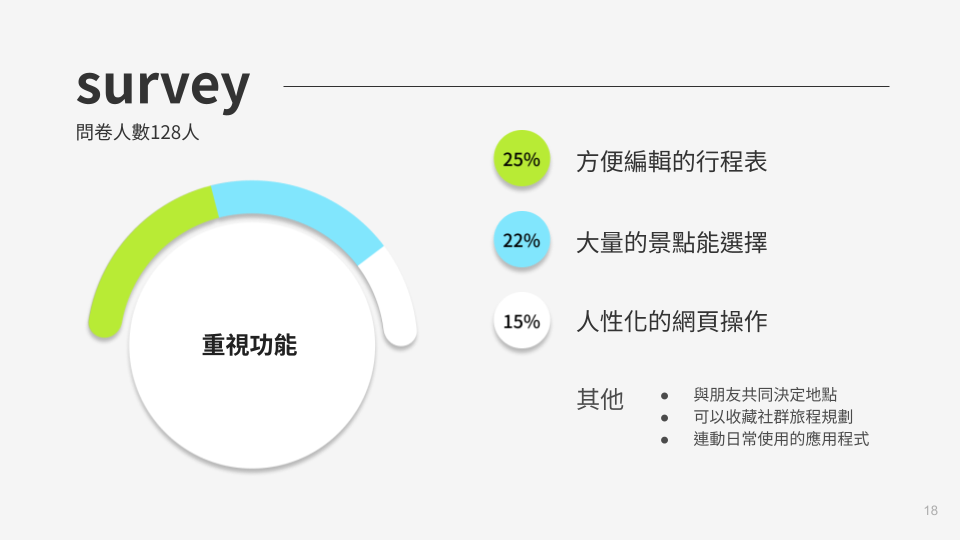 survey
問卷人數128人
25% 方便編輯的行程表
22% 大量的景點能選擇
15% 人性化的網頁操作
重視功能
其他
● 與朋友共同決定地點
● 可以收藏社群旅程規劃
● 連動日常使用的應用程式
18